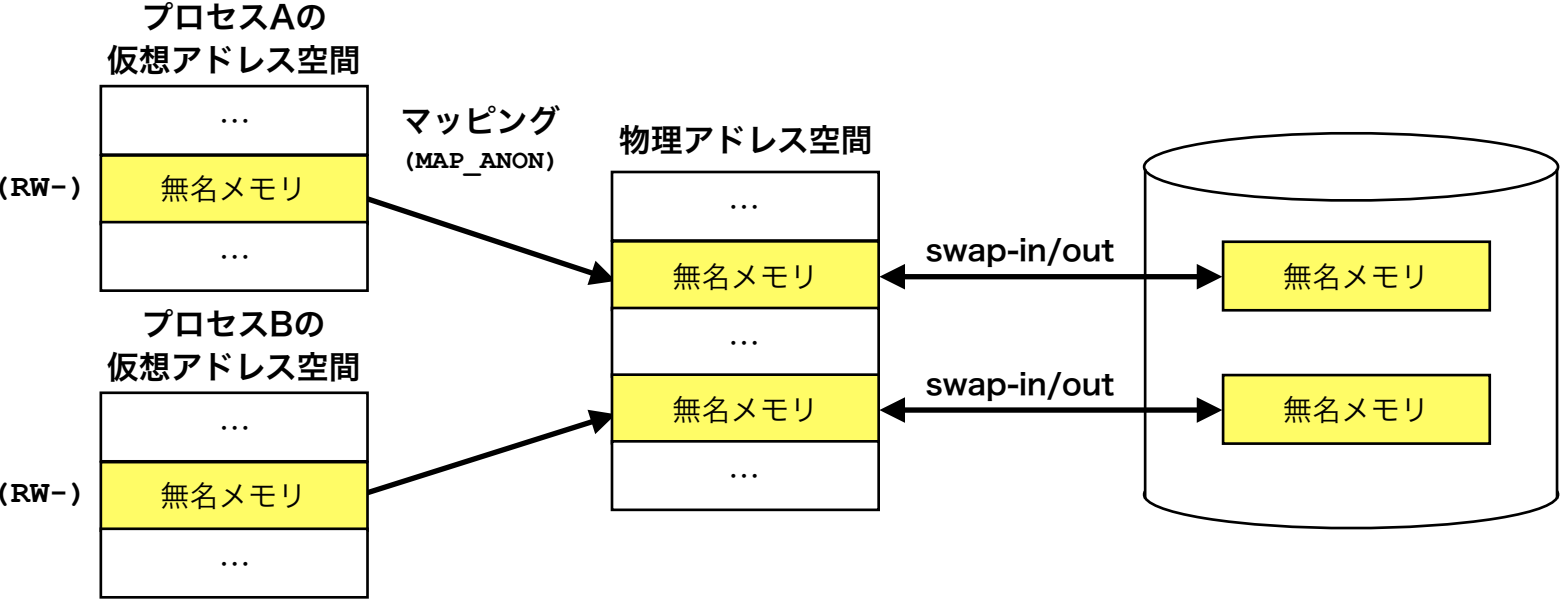 プロセスAの
仮想アドレス空間
…
(RW-)
無名メモリ
…
マッピング
(MAP_ANON)
プロセスBの
仮想アドレス空間
…
(RW-)
無名メモリ
…
物理アドレス空間
…
無名メモリ
…
無名メモリ
…
swap-in/out
swap-in/out
無名メモリ
無名メモリ